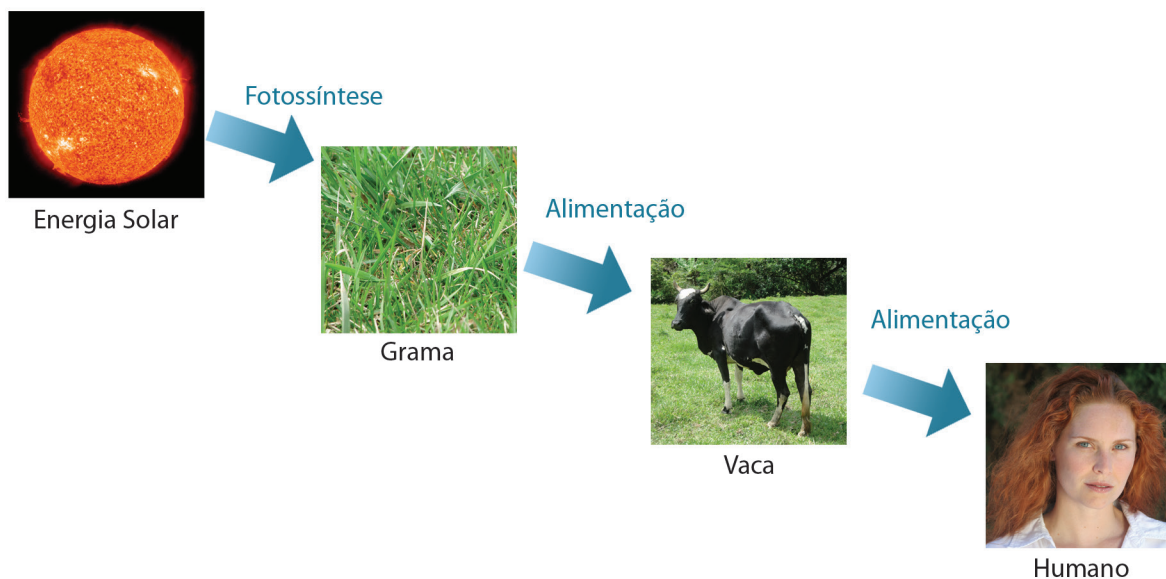 Fotossíntese
Energia Solar
Alimentação
Grama
Alimentação
Vaca
Humano